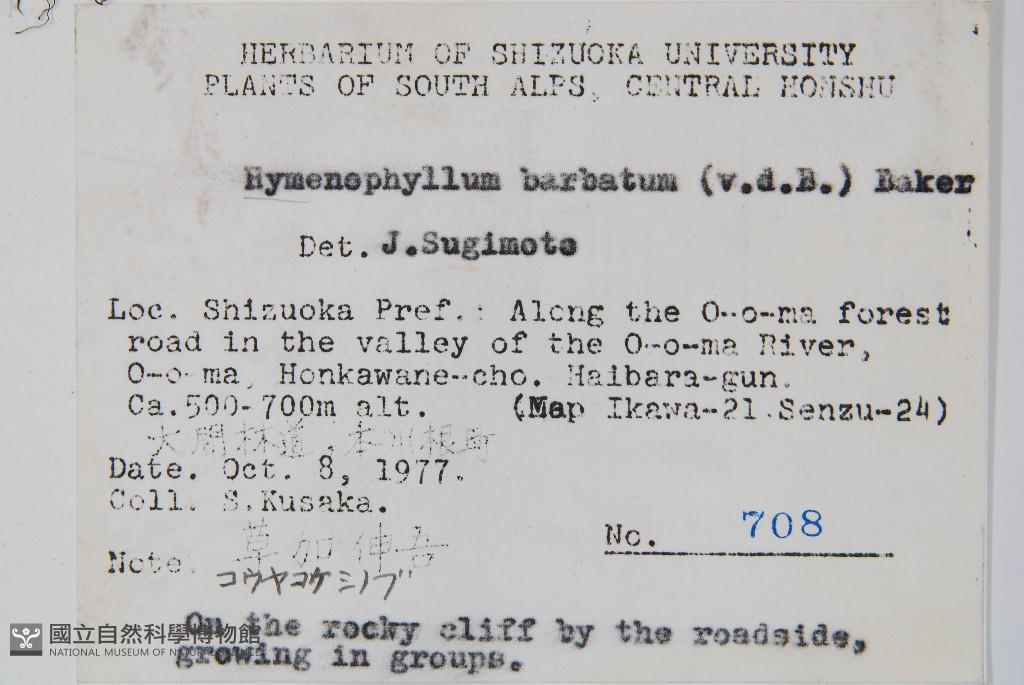 HERBARIUM OF SHIZUOKA UNIVERSITY
PLANTS OF SOUTH ALPS, CENTRAL HONSHU
Hymenophyllum barbatum (v.d.B.) Baker
Det. J.Sugimoto
Loc. Shizuoka Pref.: Along the O-o-ma forest
road in the valley of the O-o-ma River,
O-o-ma, Honkawane-cho. Haibara-gun.
Ca.500-700m alt. (Map Ikawa-21.Senzu-24)
大間林道,本川根町
Date. Oct. 8, 1977.
Coll. S.Kusaka.
草加伸吾
No. 708
Note.
コウヤコケシノブ
On the rocky cliff by the roadside,
growing in groups.
國立自然科學博物館
NATIONAL MUSEUM OF NATURAL